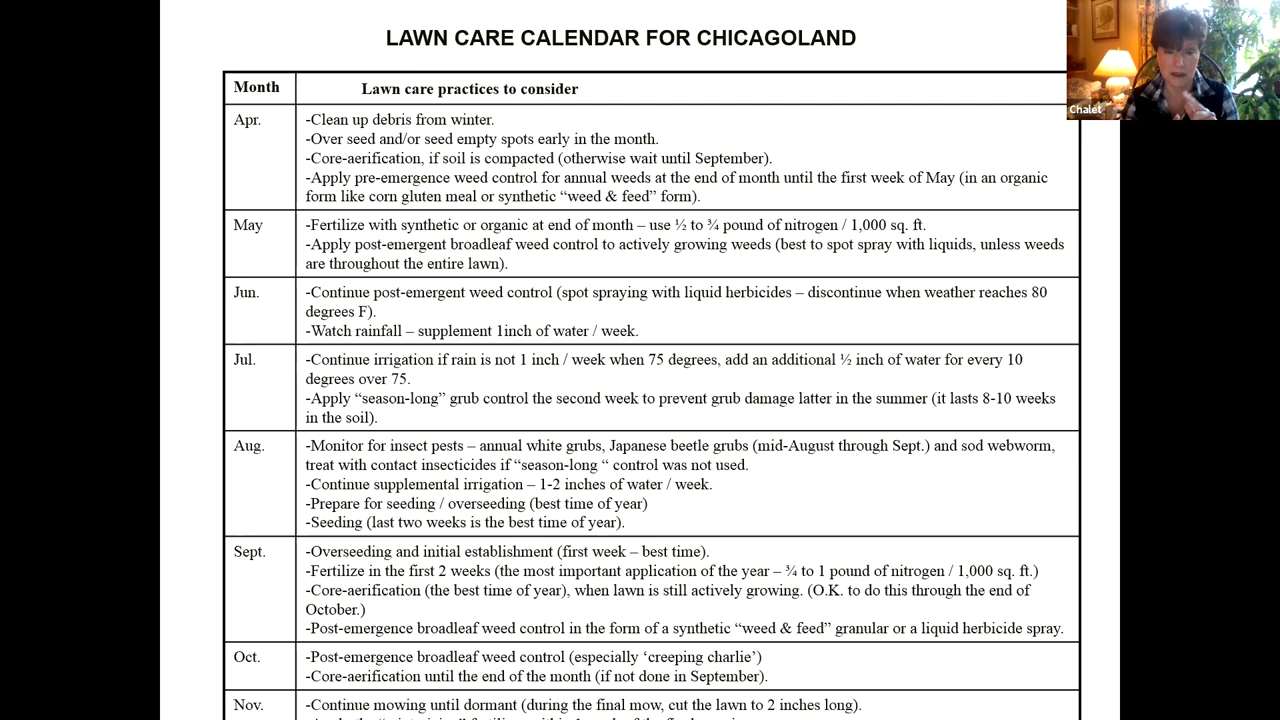 LAWN CARE CALENDAR FOR CHICAGOLAND
Chalet
Month Lawn care practices to consider
Apr. -Clean up debris from winter.
-Over seed and/or seed empty spots early in the month.
-Core-aerification, if soil is compacted (otherwise wait until September).
-Apply pre-emergence weed control for annual weeds at the end of month until the first week of May (in an organic
form like corn gluten meal or synthetic “weed & feed” form).
May -Fertilize with synthetic or organic at end of month – use ½ to ¾ pound of nitrogen / 1,000 sq. ft.
-Apply post-emergent broadleaf weed control to actively growing weeds (best to spot spray with liquids, unless weeds
are throughout the entire lawn).
Jun. -Continue post-emergent weed control (spot spraying with liquid herbicides – discontinue when weather reaches 80
degrees F).
-Watch rainfall – supplement 1inch of water / week.
Jul. -Continue irrigation if rain is not 1 inch / week when 75 degrees, add an additional ½ inch of water for every 10
degrees over 75.
-Apply “season-long” grub control the second week to prevent grub damage latter in the summer (it lasts 8-10 weeks
in the soil).
Aug. -Monitor for insect pests – annual white grubs, Japanese beetle grubs (mid-August through Sept.) and sod webworm,
treat with contact insecticides if “season-long “ control was not used.
-Continue supplemental irrigation – 1-2 inches of water / week.
-Prepare for seeding / overseeding (best time of year)
-Seeding (last two weeks is the best time of year).
Sept. -Overseeding and initial establishment (first week – best time).
-Fertilize in the first 2 weeks (the most important application of the year – ¾ to 1 pound of nitrogen / 1,000 sq. ft.)
-Core-aerification (the best time of year), when lawn is still actively growing. (O.K. to do this through the end of
October.)
-Post-emergence broadleaf weed control in the form of a synthetic “weed & feed” granular or a liquid herbicide spray.
Oct. -Post-emergence broadleaf weed control (especially ‘creeping charlie’)
-Core-aerification until the end of the month (if not done in September).
Nov. -Continue mowing until dormant (during the final mow, cut the lawn to 2 inches long).